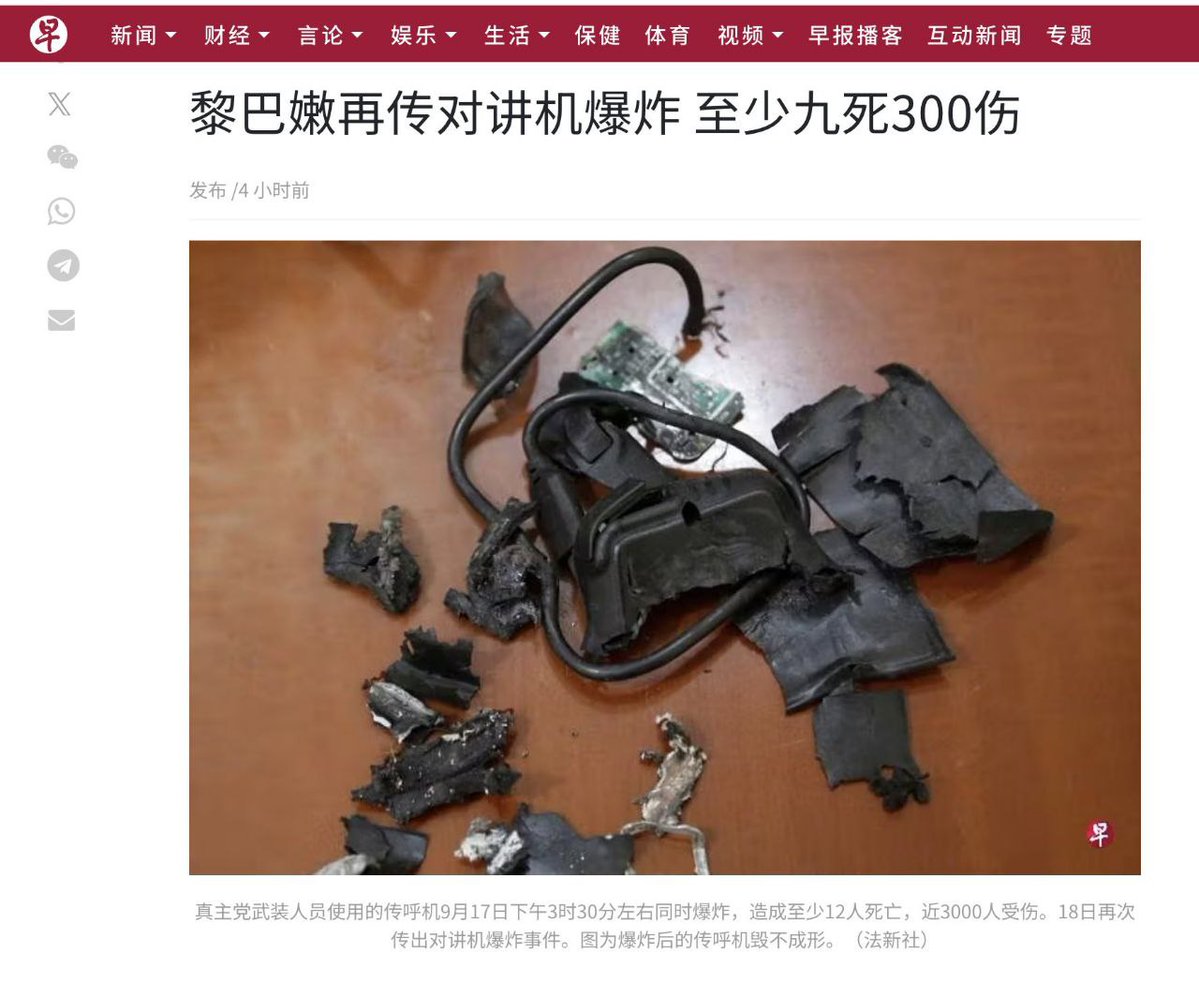 早 新闻 财经 言论 娱乐 生活 保健 体育 视频 早报播客 互动新闻 专题
黎巴嫩再传对讲机爆炸 至少九死300伤
发布 /4 小时前
早
真主党武装人员使用的传呼机9月17日下午3时30分左右同时爆炸，造成至少12人死亡，近3000人受伤。18日再次
传出对讲机爆炸事件。图为爆炸后的传呼机毁不成形。（法新社）